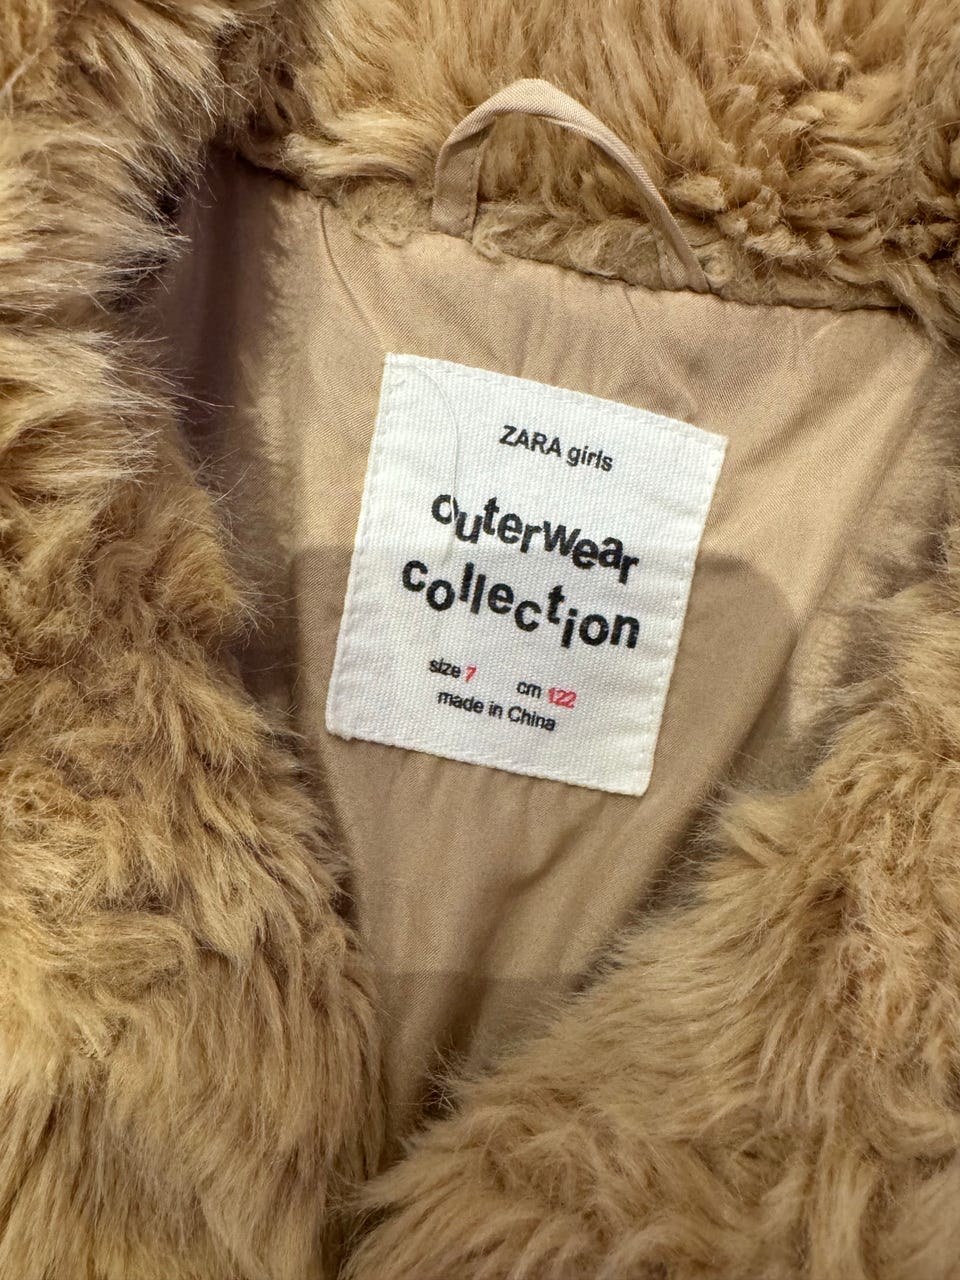 ZARA girls
outerwear
collection
size 7 cm 122
made in China